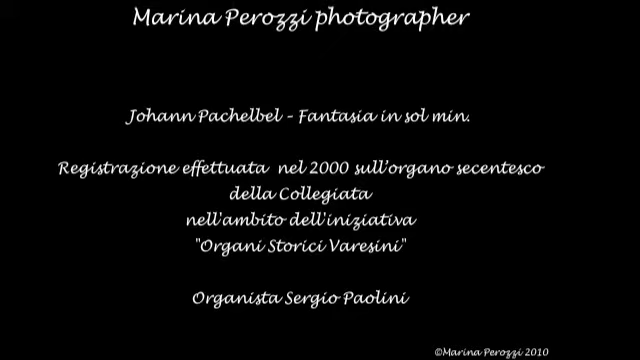 Marina Perozzi photographer
Johann Pachelbel - Fantasia in sol min.
Registrazione effettuata nel 2000 sull'organo secentesco
della Collegiata
nell'ambito dell'iniziativa
"Organi Storici Varesini"
Organista Sergio Paolini
©Marina Perozzi 2010